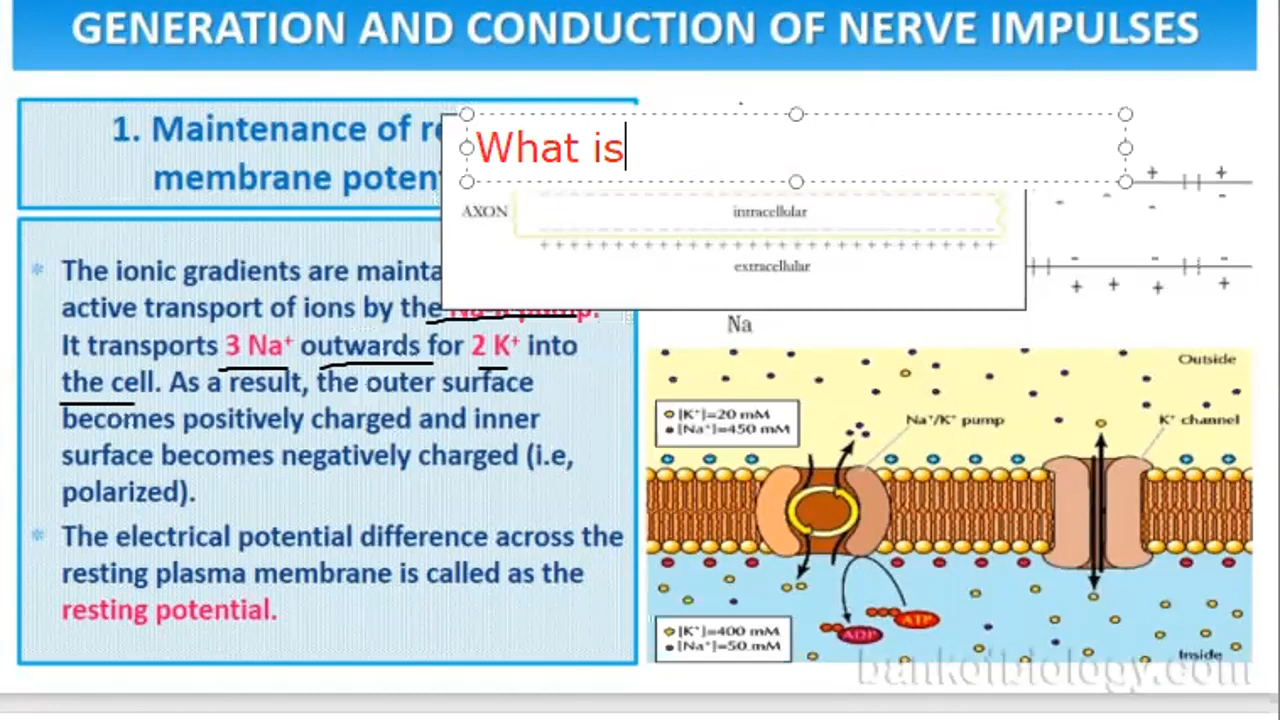 GENERATION AND CONDUCTION OF NERVE IMPULSES
1. Maintenance of re
membrane poten
What is
AXON
intracellular
+ + + + + + + + + + + + + + + + + + + + + + + + + + + + + +
extracellular
* The ionic gradients are mainta
active transport of ions by the Na-K pump.
It transports 3 Na⁺ outwards for 2 K⁺ into
the cell. As a result, the outer surface
becomes positively charged and inner
surface becomes negatively charged (i.e,
polarized).
* The electrical potential difference across the
resting plasma membrane is called as the
resting potential.
Na
Outside
[K⁺]=20 mM
[Na⁺]=450 mM
Na⁺/K⁺ pump
K⁺ channel
ATP
ADP
[K⁺]=400 mM
[Na⁺]=50.mM
Inside
bankofbiology.com